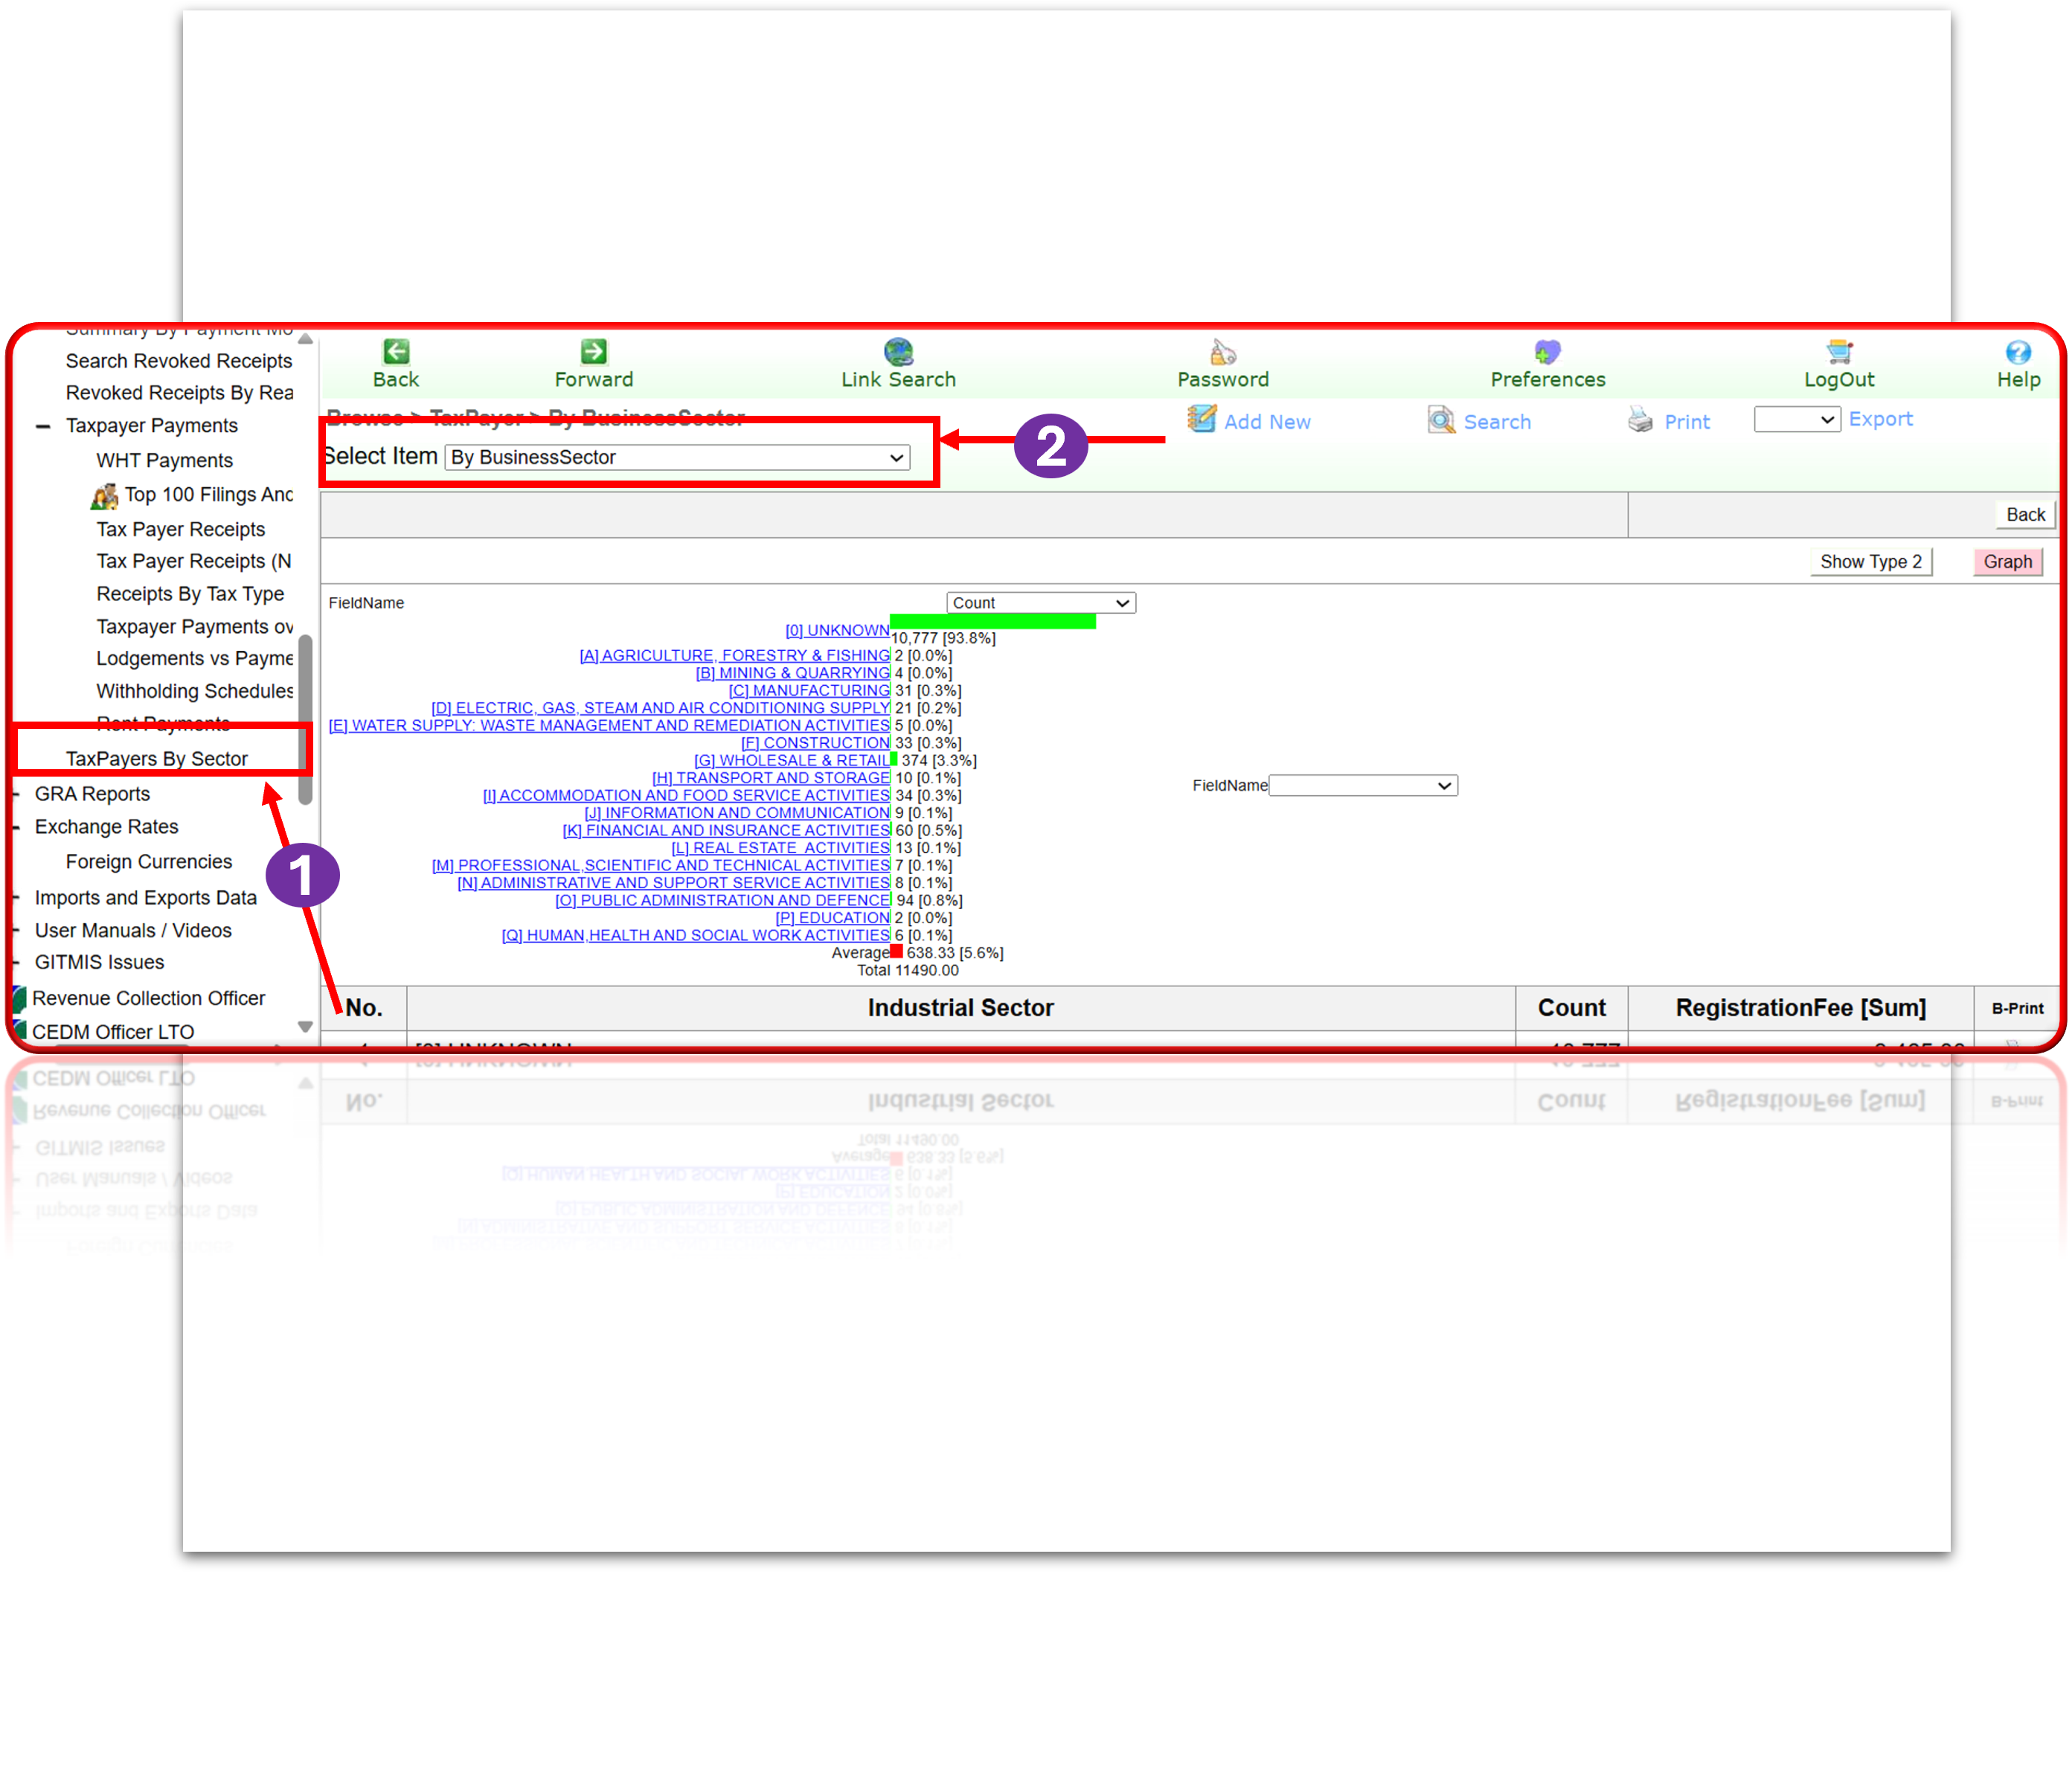 Search Revoked Receipts
Revoked Receipts By Rea
Taxpayer Payments
WHT Payments
Top 100 Filings And
Tax Payer Receipts
Tax Payer Receipts (N
Receipts By Tax Type
Taxpayer Payments ov
Lodgements vs Payme
Withholding Schedules
Rent Payments
TaxPayers By Sector
GRA Reports
Exchange Rates
Foreign Currencies
Imports and Exports Data
User Manuals / Videos
GITMIS Issues
Revenue Collection Officer
CEDM Officer LTO
1
Back Forward Link Search Password Preferences LogOut Help
Browse > TaxPayer > By BusinessSector
Add New Search Print Export
Select Item By BusinessSector
2
Back
Show Type 2 Graph
FieldName Count
[0] UNKNOWN 10,777 [93.8%]
[A] AGRICULTURE, FORESTRY & FISHING 2 [0.0%]
[B] MINING & QUARRYING 4 [0.0%]
[C] MANUFACTURING 31 [0.3%]
[D] ELECTRIC, GAS, STEAM AND AIR CONDITIONING SUPPLY 21 [0.2%]
[E] WATER SUPPLY: WASTE MANAGEMENT AND REMEDIATION ACTIVITIES 5 [0.0%]
[F] CONSTRUCTION 33 [0.3%]
[G] WHOLESALE & RETAIL 374 [3.3%]
[H] TRANSPORT AND STORAGE 10 [0.1%]
FieldName
[I] ACCOMMODATION AND FOOD SERVICE ACTIVITIES 34 [0.3%]
[J] INFORMATION AND COMMUNICATION 9 [0.1%]
[K] FINANCIAL AND INSURANCE ACTIVITIES 60 [0.5%]
[L] REAL ESTATE ACTIVITIES 13 [0.1%]
[M] PROFESSIONAL,SCIENTIFIC AND TECHNICAL ACTIVITIES 7 [0.1%]
[N] ADMINISTRATIVE AND SUPPORT SERVICE ACTIVITIES 8 [0.1%]
[O] PUBLIC ADMINISTRATION AND DEFENCE 94 [0.8%]
[P] EDUCATION 2 [0.0%]
[Q] HUMAN,HEALTH AND SOCIAL WORK ACTIVITIES 6 [0.1%]
Average 638.33 [5.6%]
Total 11490.00
No. Industrial Sector Count RegistrationFee [Sum] B-Print